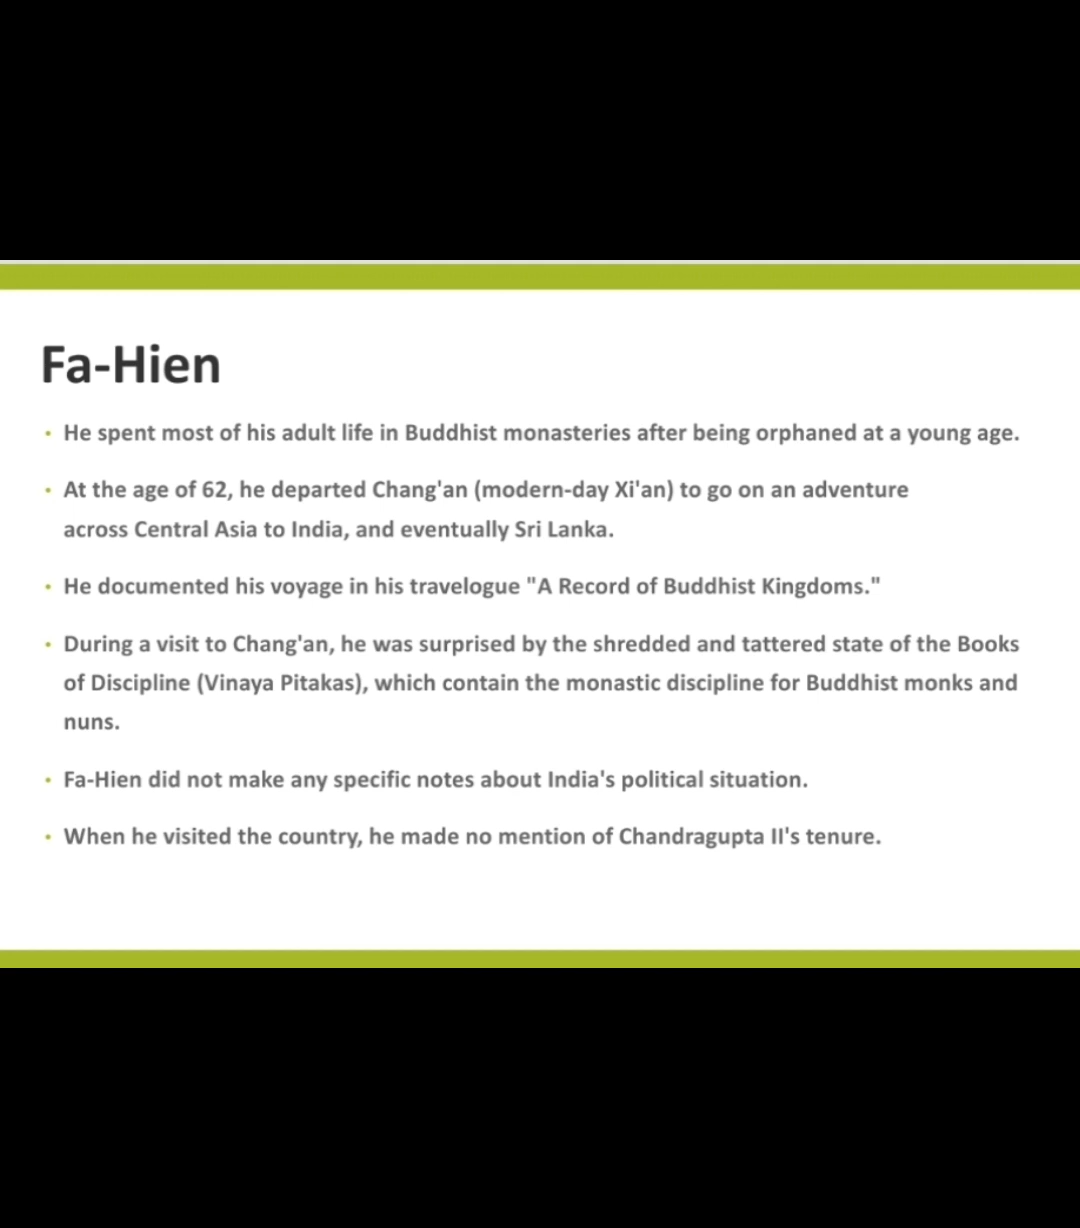 Fa-Hien
• He spent most of his adult life in Buddhist monasteries after being orphaned at a young age.
• At the age of 62, he departed Chang'an (modern-day Xi'an) to go on an adventure
across Central Asia to India, and eventually Sri Lanka.
• He documented his voyage in his travelogue "A Record of Buddhist Kingdoms."
• During a visit to Chang'an, he was surprised by the shredded and tattered state of the Books
of Discipline (Vinaya Pitakas), which contain the monastic discipline for Buddhist monks and
nuns.
• Fa-Hien did not make any specific notes about India's political situation.
• When he visited the country, he made no mention of Chandragupta II's tenure.